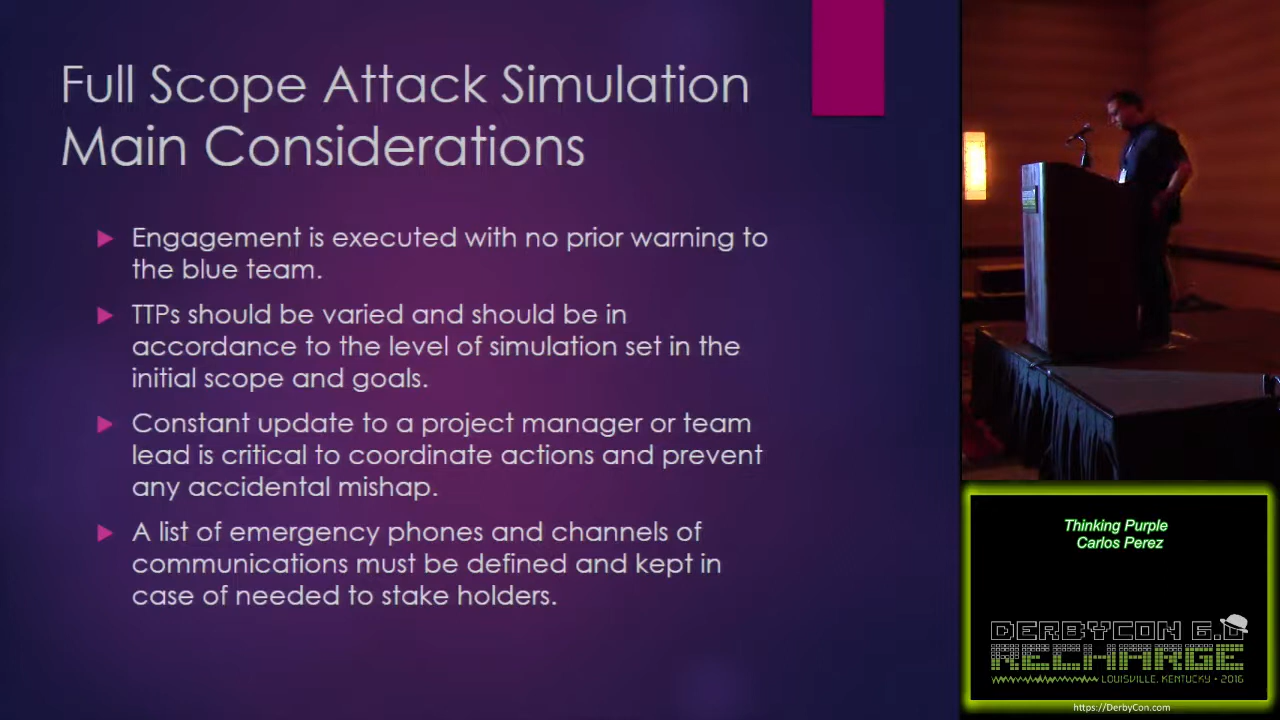 Full Scope Attack Simulation
Main Considerations
Engagement is executed with no prior warning to
the blue team.
TTPs should be varied and should be in
accordance to the level of simulation set in the
initial scope and goals.
Constant update to a project manager or team
lead is critical to coordinate actions and prevent
any accidental mishap.
A list of emergency phones and channels of
communications must be defined and kept in
case of needed to stake holders.
Thinking Purple
Carlos Perez
DERBYCON 6.0
RECHARGE
LOUISVILLE, KENTUCKY • 2016
https://DerbyCon.com